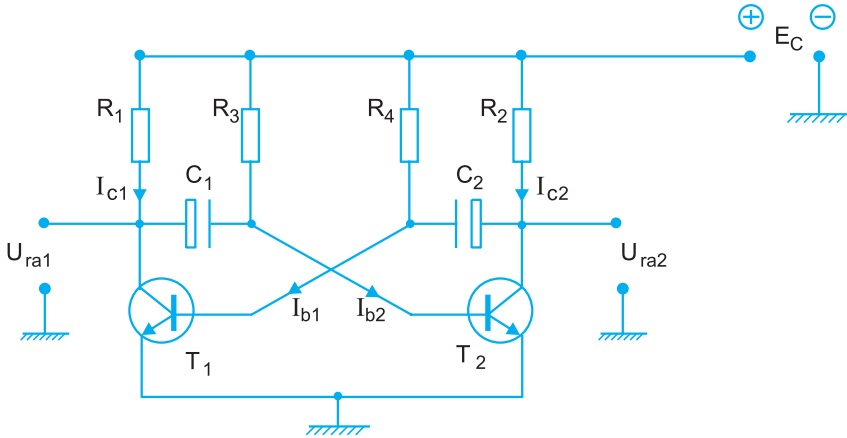 + −
E_C
R_1 R_3 R_4 R_2
C_1 C_2
I_c1 I_c2
U_ra1 U_ra2
I_b1 I_b2
T_1 T_2